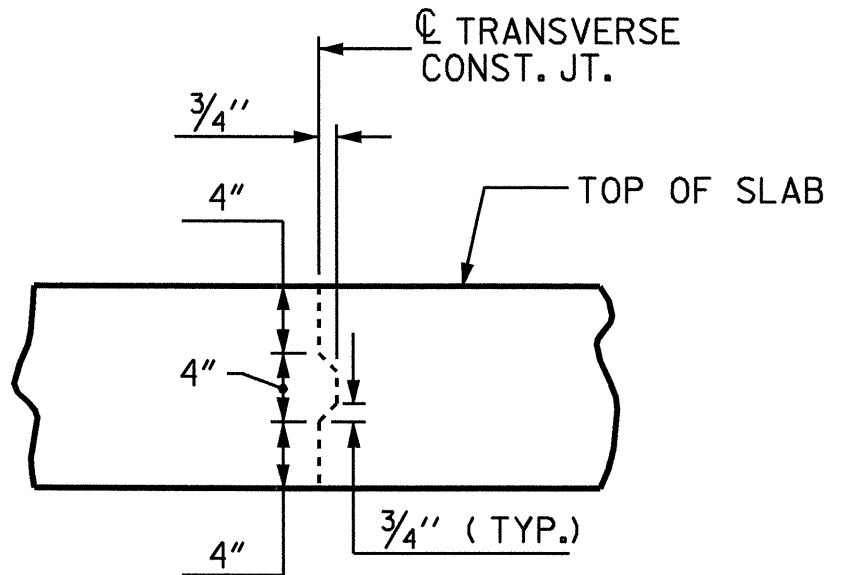 ℄ TRANSVERSE
CONST. JT.
3/4"
4"
TOP OF SLAB
4"
3/4" (TYP.)
4"